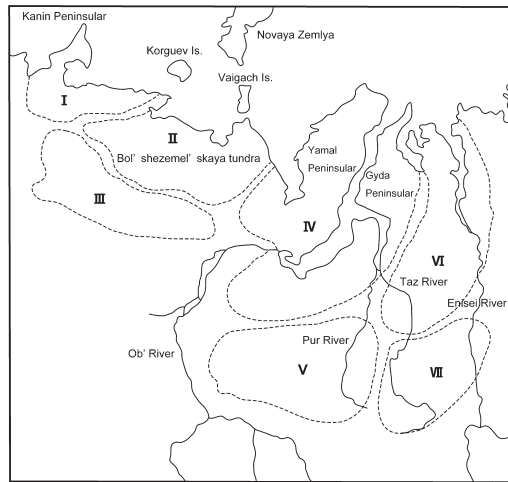 Kanin Peninsular
Novaya Zemlya
Korguev Is.
Vaigach Is.
I
II
Bol' shezemel' skaya tundra
Yamal
Peninsular
Gyda
Peninsular
III
IV
VI
Taz River
Enisei River
Pur River
Ob' River
V
VII